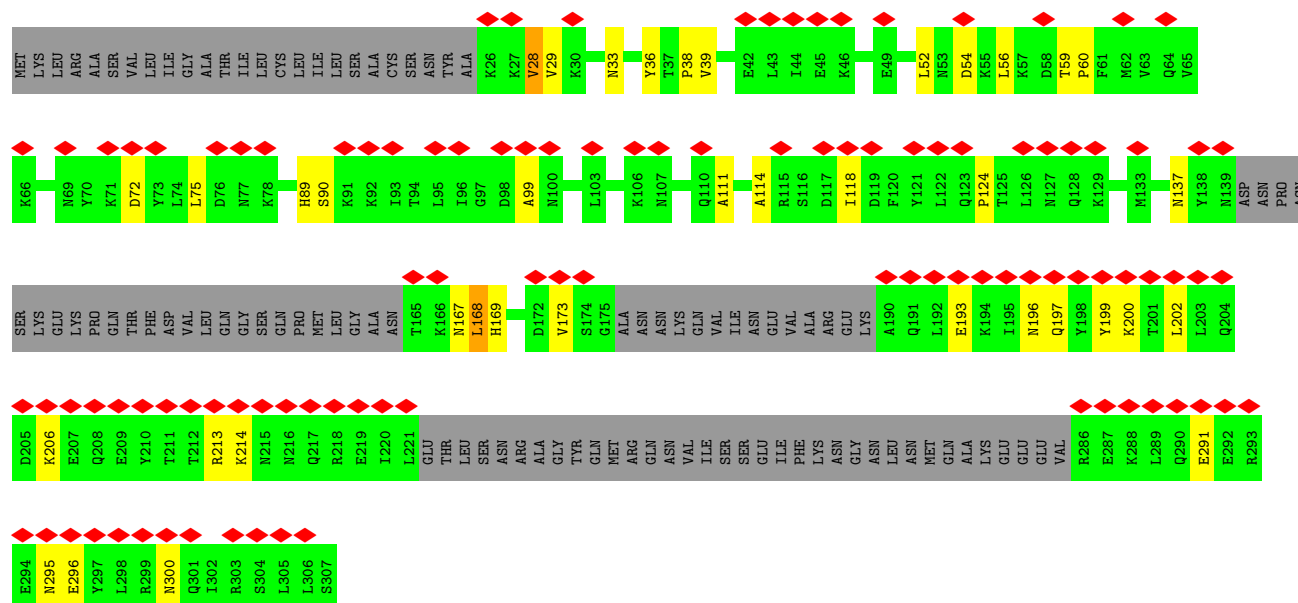 MET LYS LEU ARG ALA SER VAL LEU ILE GLY ALA THR ILE LEU CYS LEU ILE LEU SER ALA CYS SER ASN TYR ALA K26 K27 V28 V29 K30 N33 Y36 T37 P38 V39 E42 L43 I44 E45 K46 E49 L52 N53 D54 K55 L56 K57 D58 T59 P60 F61 M62 V63 Q64 V65
K66 N69 Y70 K71 D72 Y73 L74 L75 D76 N77 K78 H89 S90 K91 K92 I93 T94 L95 I96 G97 D98 A99 N100 L103 K106 N107 Q110 A111 A114 R115 S116 D117 I118 D119 F120 Y121 L122 Q123 P124 T125 L126 N127 Q128 K129 M133 N137 Y138 N139 ASP ASN PRO ASN
SER LYS GLU LYS PRO GLN THR PHE ASP VAL LEU GLN GLY SER GLN PRO MET LEU GLY ALA ASN T165 K166 N167 L168 H169 D172 V173 S174 G175 ALA ASN ASN LYS GLN VAL ILE ASN GLU VAL ALA ARG GLU LYS A190 Q191 L192 E193 K194 I195 N196 Q197 Y198 Y199 K200 T201 L202 L203 Q204
D205 K206 E207 Q208 E209 Y210 T211 T212 R213 K214 N215 N216 Q217 R218 E219 I220 L221 GLU THR LEU SER ASN ARG ALA GLY TYR GLN MET ARG GLN ASN VAL ILE SER SER GLU ILE PHE LYS ASN GLY ASN LEU ASN MET GLN ALA LYS GLU GLU GLU VAL R286 E287 K288 L289 Q290 E291 E292 R293
E294 N295 E296 Y297 L298 R299 N300 Q301 I302 R303 S304 L305 L306 S307